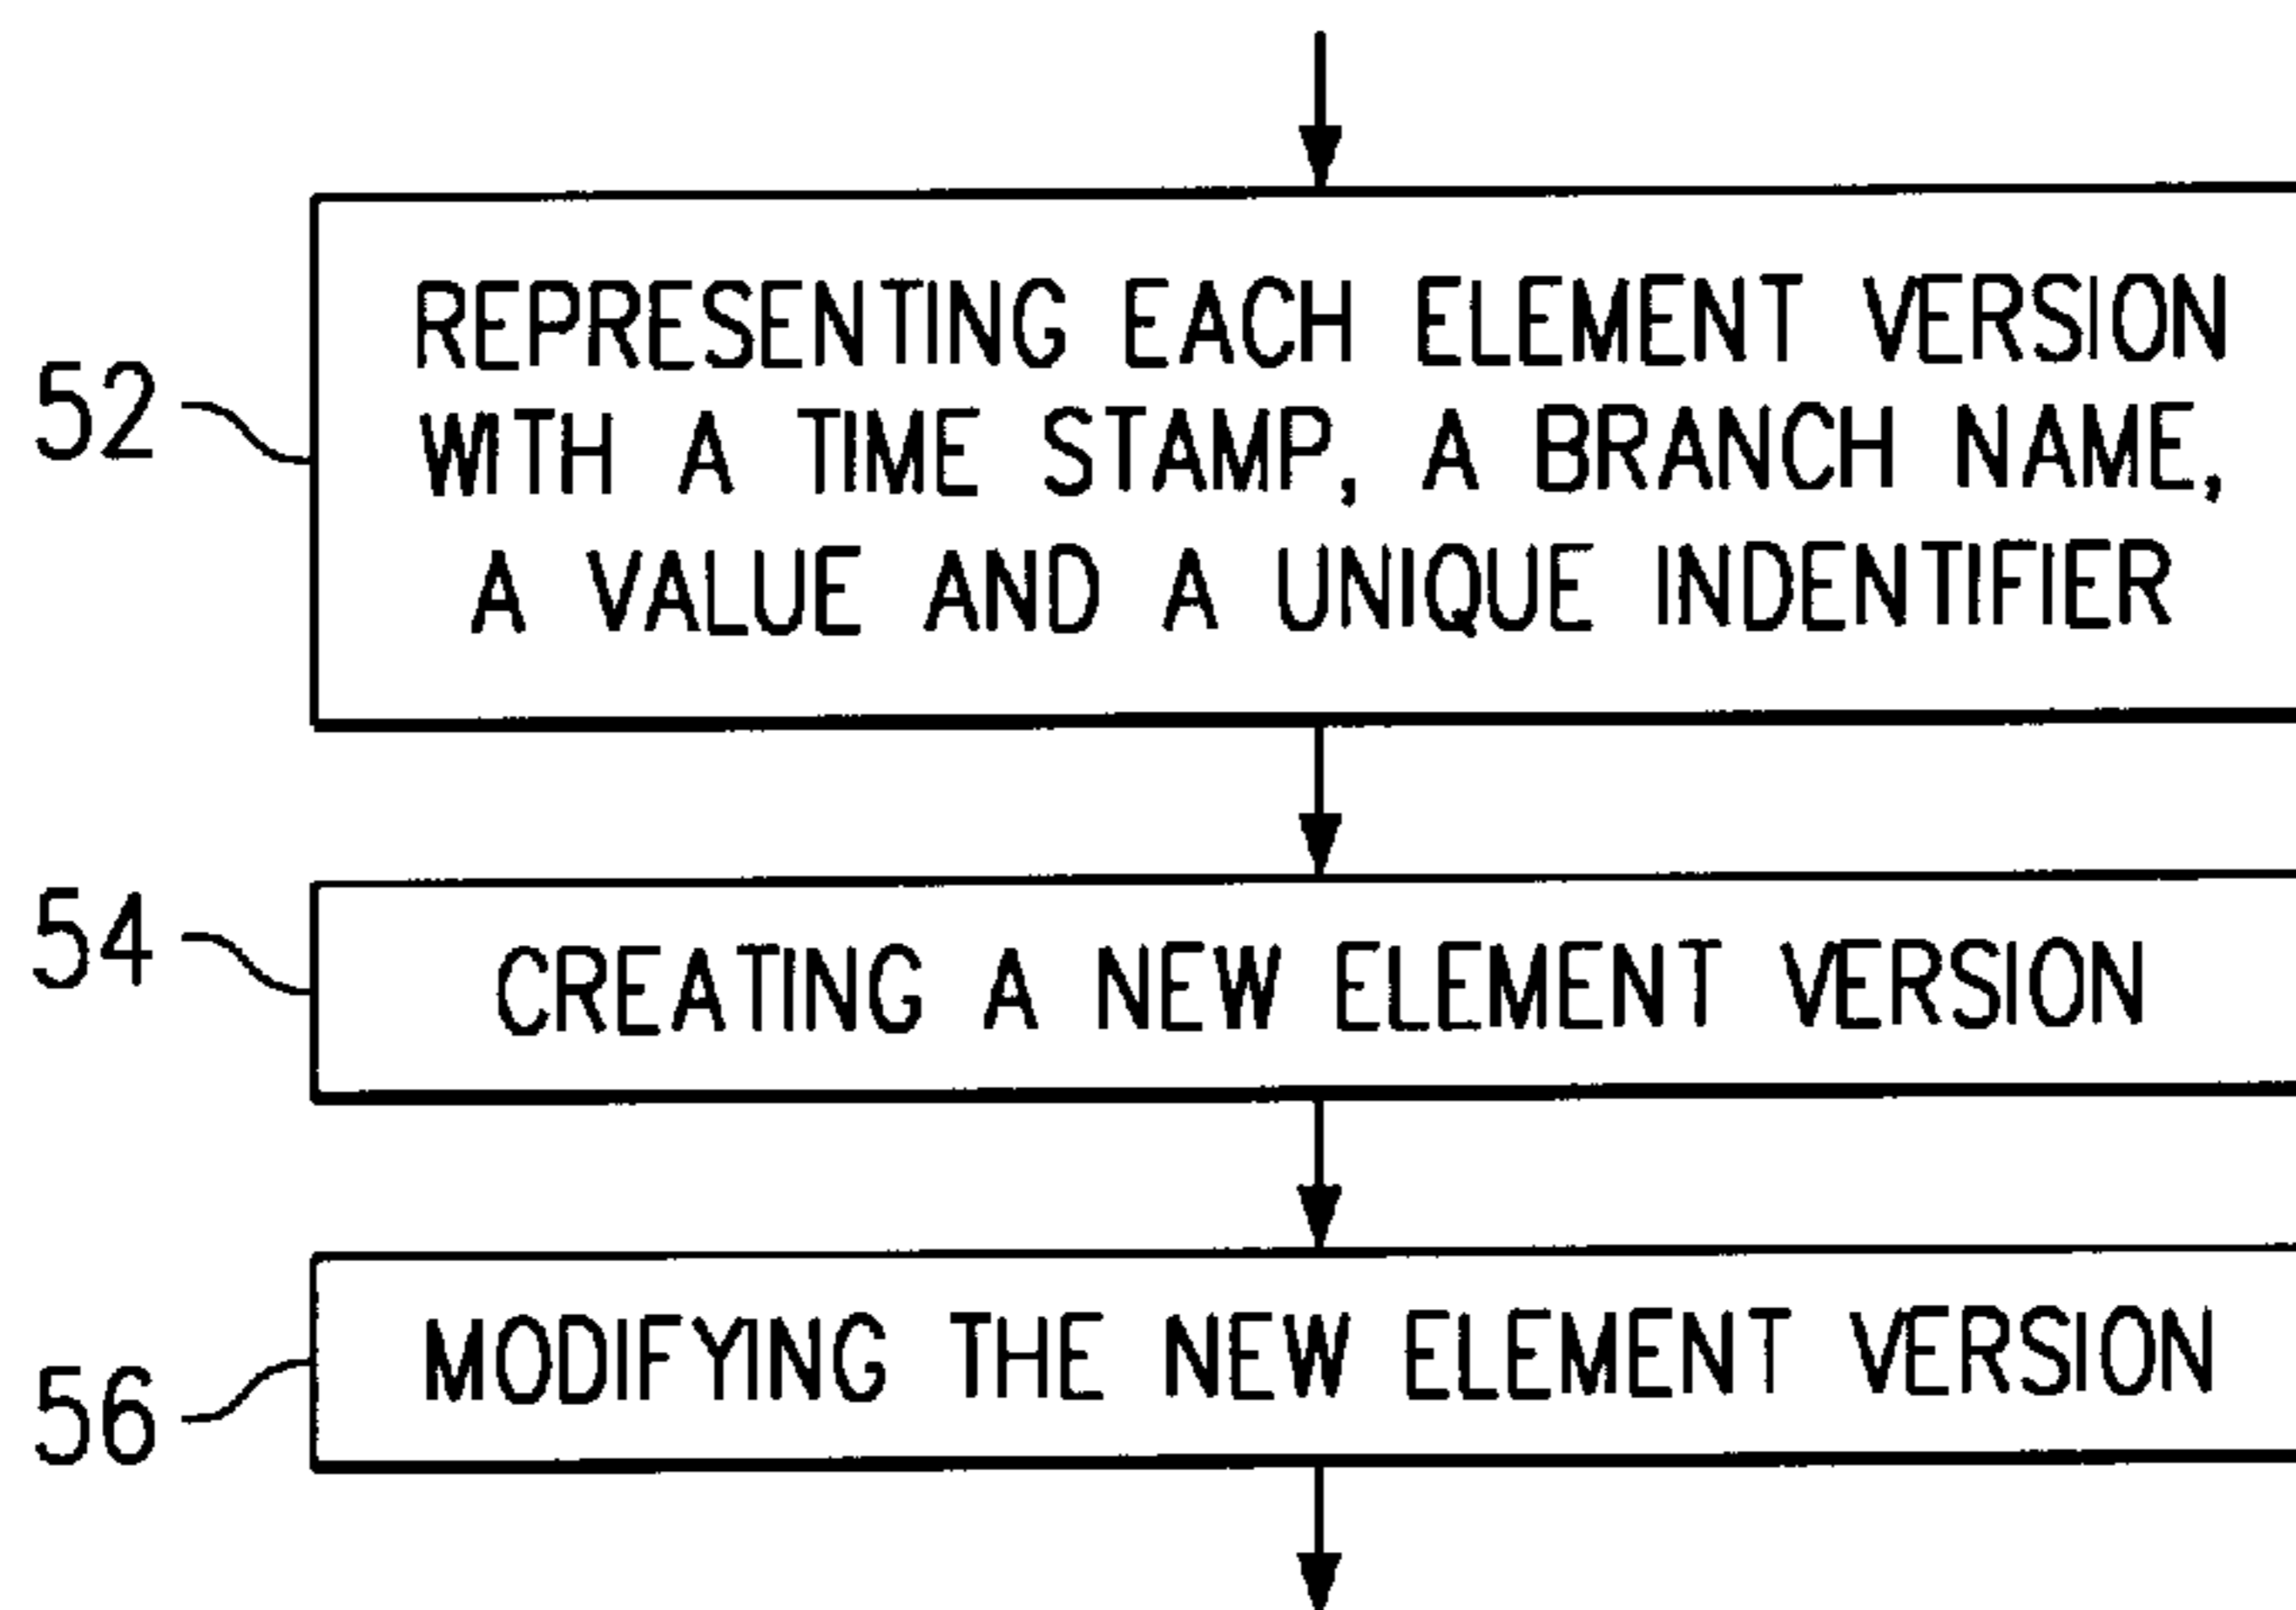 REPRESENTING EACH ELEMENT VERSION
52
WITH A TIME STAMP, A BRANCH NAME,
A VALUE AND A UNIQUE INDENTIFIER
54
CREATING A NEW ELEMENT VERSION
MODIFYING THE NEW ELEMENT VERSION
56